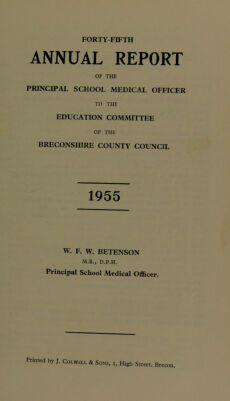 FORTY-FIFTH
ANNUAL REPORT
OF THE
PRINCIPAL SCHOOL MEDICAL OFFICER
TO THE
EDUCATION COMMITTEE
OF THE
BRECONSHIRE COUNTY COUNCIL
1955
W. F. W. BETENSON
M.B., D.P.H.
Principal School Medical Officer.
Printed by J. Colwell & Sons, 1, High Street, Brecon.